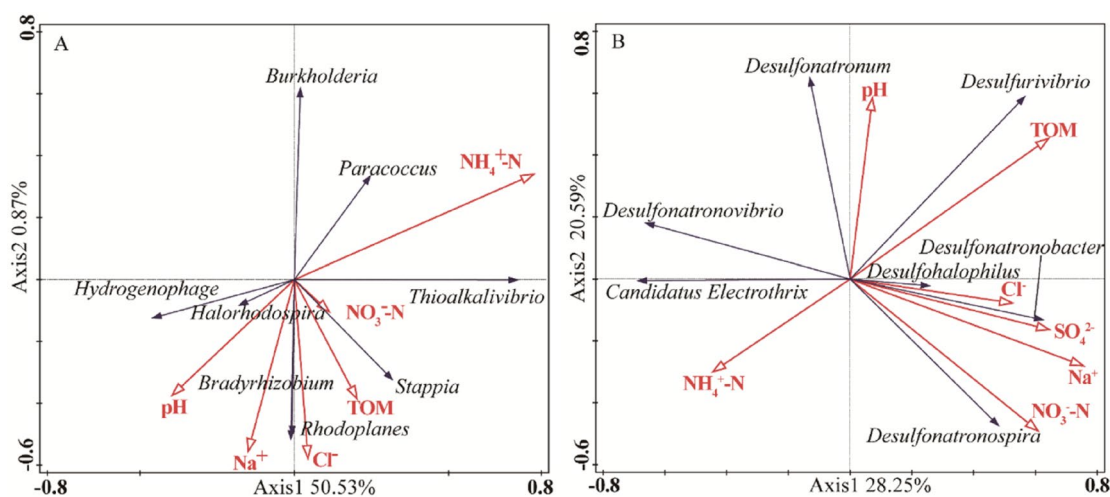 A
0.8
Burkholderia
NH₄⁺-N
Paracoccus
Axis2 0.87%
Hydrogenophage
Halorhodospira
NO₃⁻-N
Thioalkalivibrio
Bradyrhizobium
Stappia
pH
TOM
Rhodoplanes
Na⁺
Cl⁻
-0.6
-0.8
Axis1 50.53%
0.8
B
0.8
Desulfonatronum
pH
Desulfurivibrio
TOM
Desulfonatronovibrio
Axis2 20.59%
Desulfonatronobacter
Desulfohalophilus
Candidatus Electrothrix
Cl⁻
SO₄²⁻
NH₄⁺-N
Na⁺
NO₃⁻-N
Desulfonatronospira
-0.6
-0.8
Axis1 28.25%
0.8